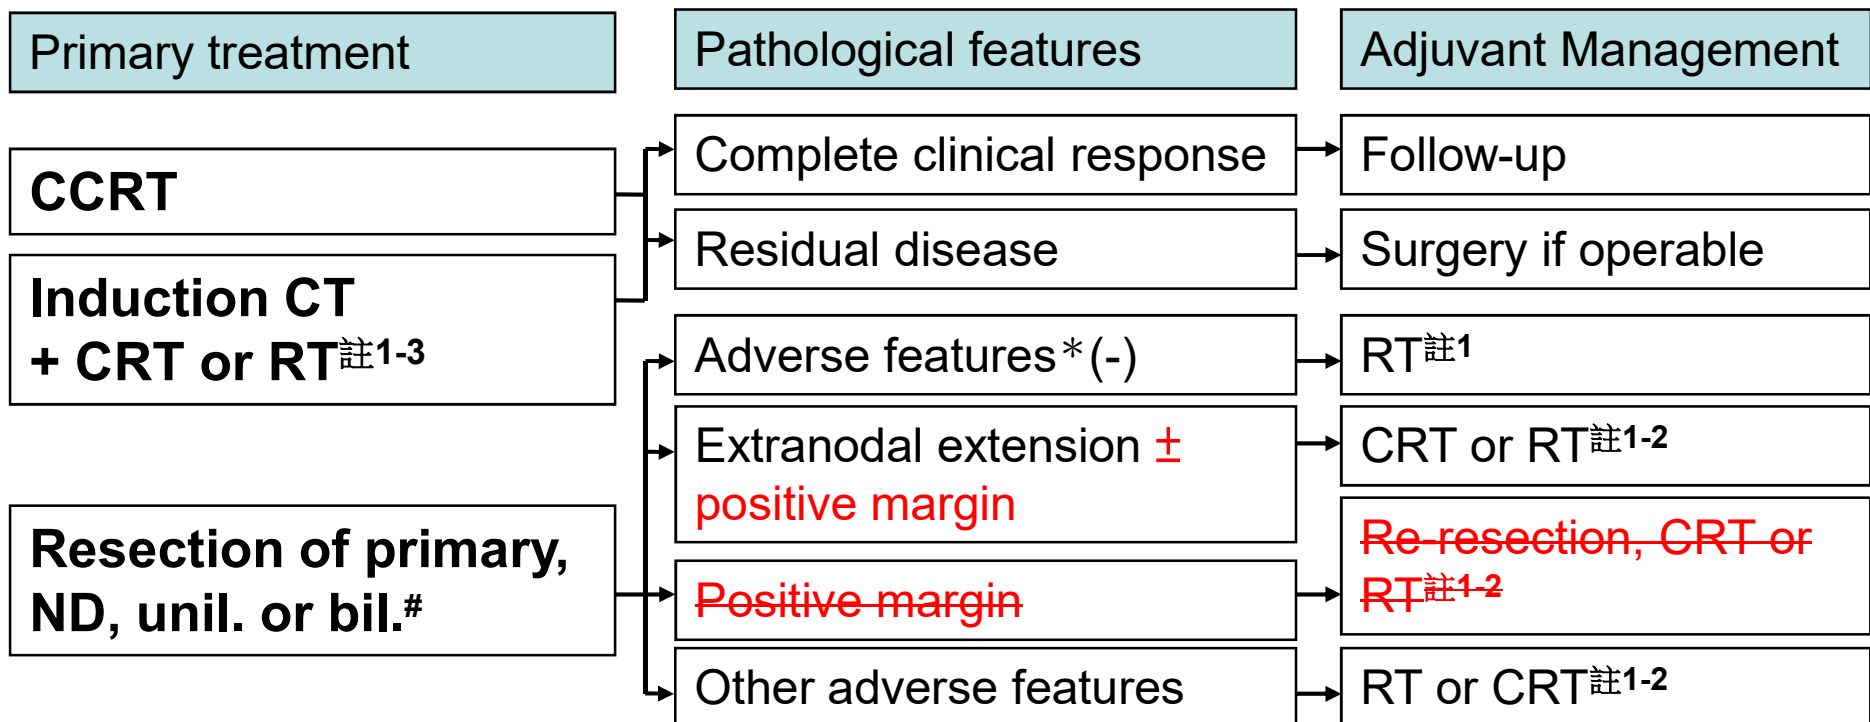 Primary treatment
Pathological features
Adjuvant Management
CCRT
Complete clinical response
Follow-up
Residual disease
Surgery if operable
Induction CT
+ CRT or RT註1-3
Adverse features*(-)
RT註1
Extranodal extension ±
positive margin
CRT or RT註1-2
Resection of primary,
ND, unil. or bil.#
Positive margin
Re-resection, CRT or
RT註1-2
Other adverse features
RT or CRT註1-2